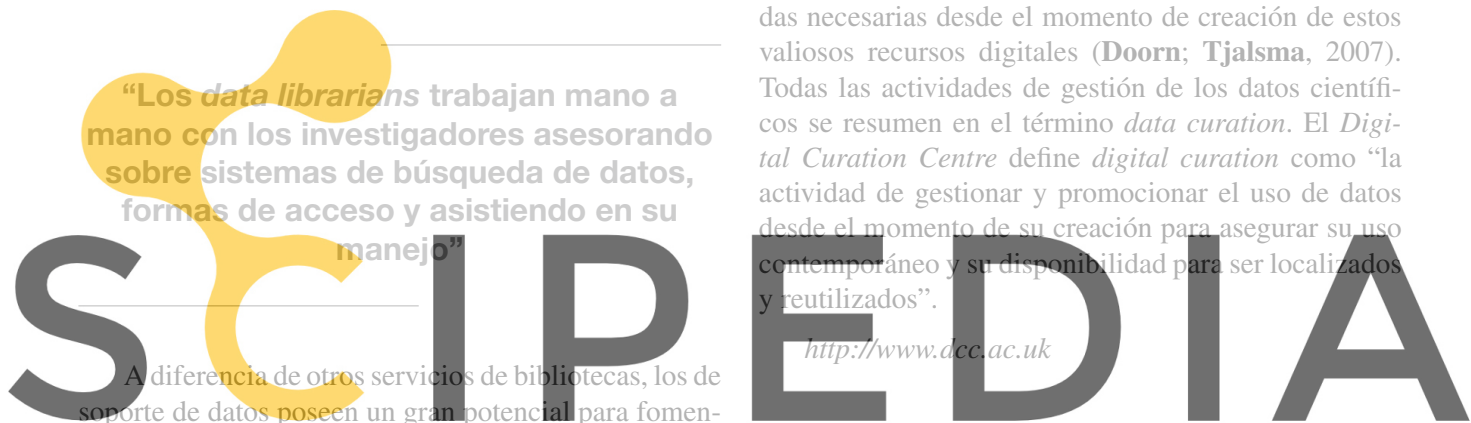 “Los data librarians trabajan mano a
mano con los investigadores asesorando
sobre sistemas de búsqueda de datos,
formas de acceso y asistiendo en su
manejo”
A diferencia de otros servicios de bibliotecas, los de
soporte de datos poseen un gran potencial para fomen-
das necesarias desde el momento de creación de estos
valiosos recursos digitales (Doorn; Tjalsma, 2007).
Todas las actividades de gestión de los datos científi-
cos se resumen en el término data curation. El Digi-
tal Curation Centre define digital curation como “la
actividad de gestionar y promocionar el uso de datos
desde el momento de su creación para asegurar su uso
contemporáneo y su disponibilidad para ser localizados
y reutilizados”.
http://www.dcc.ac.uk
SCIPEDIA